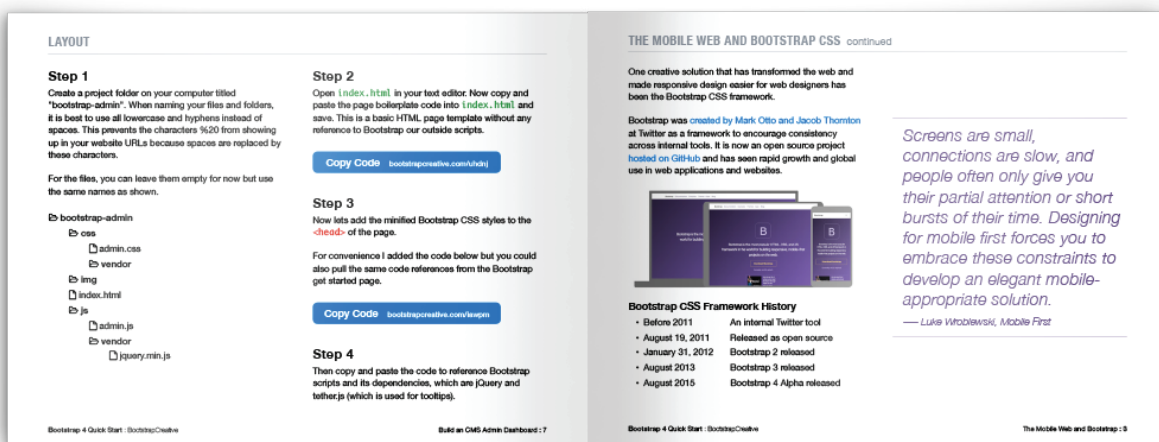 LAYOUT
Step 1
Create a project folder on your computer titled
"bootstrap-admin". When naming your files and folders,
it is best to use all lowercase and hyphens instead of
spaces. This prevents the characters %20 from showing
up in your website URLs because spaces are replaced by
these characters.
For the files, you can leave them empty for now but use
the same names as shown.
bootstrap-admin
css
admin.css
vendor
img
index.html
js
admin.js
vendor
jquery.min.js
Step 2
Open index.html in your text editor. Now copy and
paste the page boilerplate code into index.html and
save. This is a basic HTML page template without any
reference to Bootstrap our outside scripts.
Copy Code bootstrapcreative.com/uhdnj
Step 3
Now lets add the minified Bootstrap CSS styles to the
<head> of the page.
For convenience I added the code below but you could
also pull the same code references from the Bootstrap
get started page.
Copy Code bootstrapcreative.com/iewpm
Step 4
Then copy and paste the code to reference Bootstrap
scripts and its dependencies, which are jQuery and
tether.js (which is used for tooltips).
Bootstrap 4 Quick Start : BootstrapCreative
Build an CMS Admin Dashboard : 7
THE MOBILE WEB AND BOOTSTRAP CSS continued
One creative solution that has transformed the web and
made responsive design easier for web designers has
been the Bootstrap CSS framework.
Bootstrap was created by Mark Otto and Jacob Thornton
at Twitter as a framework to encourage consistency
across internal tools. It is now an open source project
hosted on GitHub and has seen rapid growth and global
use in web applications and websites.
B
B
Bootstrap CSS Framework History
• Before 2011 An internal Twitter tool
• August 19, 2011 Released as open source
• January 31, 2012 Bootstrap 2 released
• August 2013 Bootstrap 3 released
• August 2015 Bootstrap 4 Alpha released
Screens are small,
connections are slow, and
people often only give you
their partial attention or short
bursts of their time. Designing
for mobile first forces you to
embrace these constraints to
develop an elegant mobile-
appropriate solution.
— Luke Wroblewski, Mobile First
Bootstrap 4 Quick Start : BootstrapCreative
The Mobile Web and Bootstrap : 3